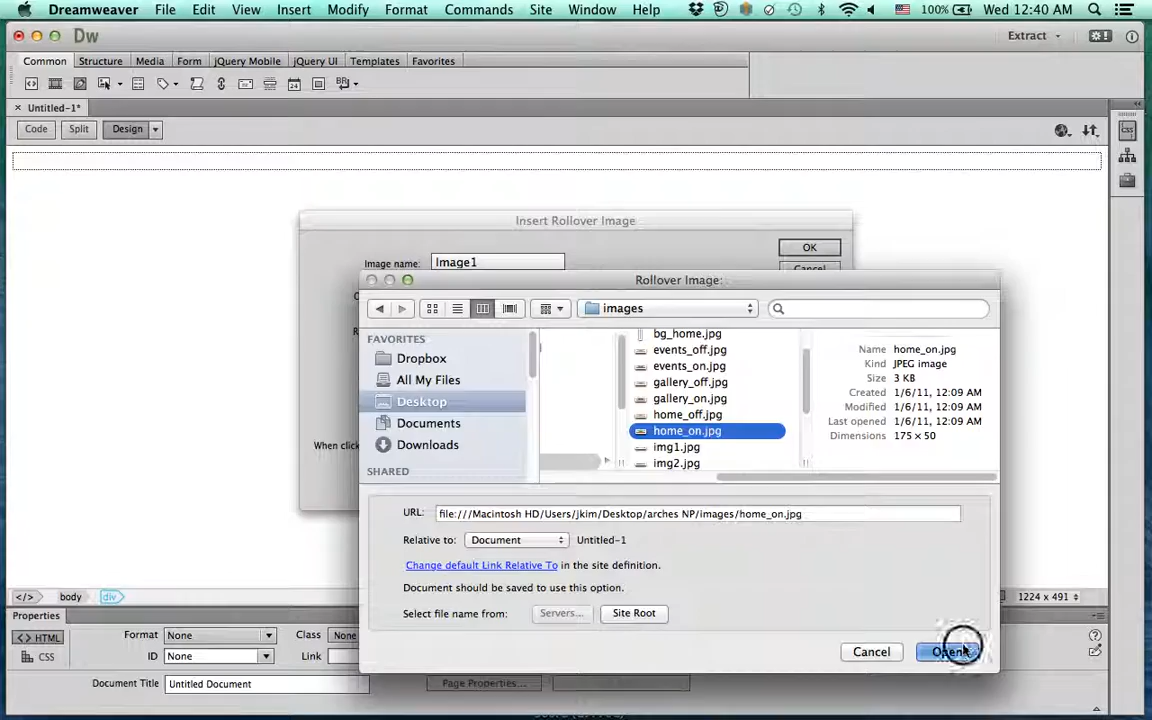 Dreamweaver File Edit View Insert Modify Format Commands Site Window Help 100% Wed 12:40 AM
Dw Extract
Common Structure Media Form jQuery Mobile jQuery UI Templates Favorites
Untitled-1*
Code Split Design
CSS
Insert Rollover Image
OK
Image name: Image1
Cancel
Rollover Image:
images
FAVORITES
Dropbox
All My Files
Desktop
Documents
Downloads
SHARED
bg_home.jpg
events_off.jpg
events_on.jpg
gallery_off.jpg
gallery_on.jpg
home_off.jpg
home_on.jpg
img1.jpg
img2.jpg
Name home_on.jpg
Kind JPEG image
Size 3 KB
Created 1/6/11, 12:09 AM
Modified 1/6/11, 12:09 AM
Last opened 1/6/11, 12:09 AM
Dimensions 175 × 50
When click
URL: file:///Macintosh HD/Users/jkim/Desktop/arches NP/images/home_on.jpg
Relative to: Document Untitled-1
Change default Link Relative To in the site definition.
Document should be saved to use this option.
Select file name from: Servers... Site Root
Cancel Open
</> body div 1224 x 491
Properties
<> HTML Format None Class None
CSS ID None Link
Document Title Untitled Document Page Properties...